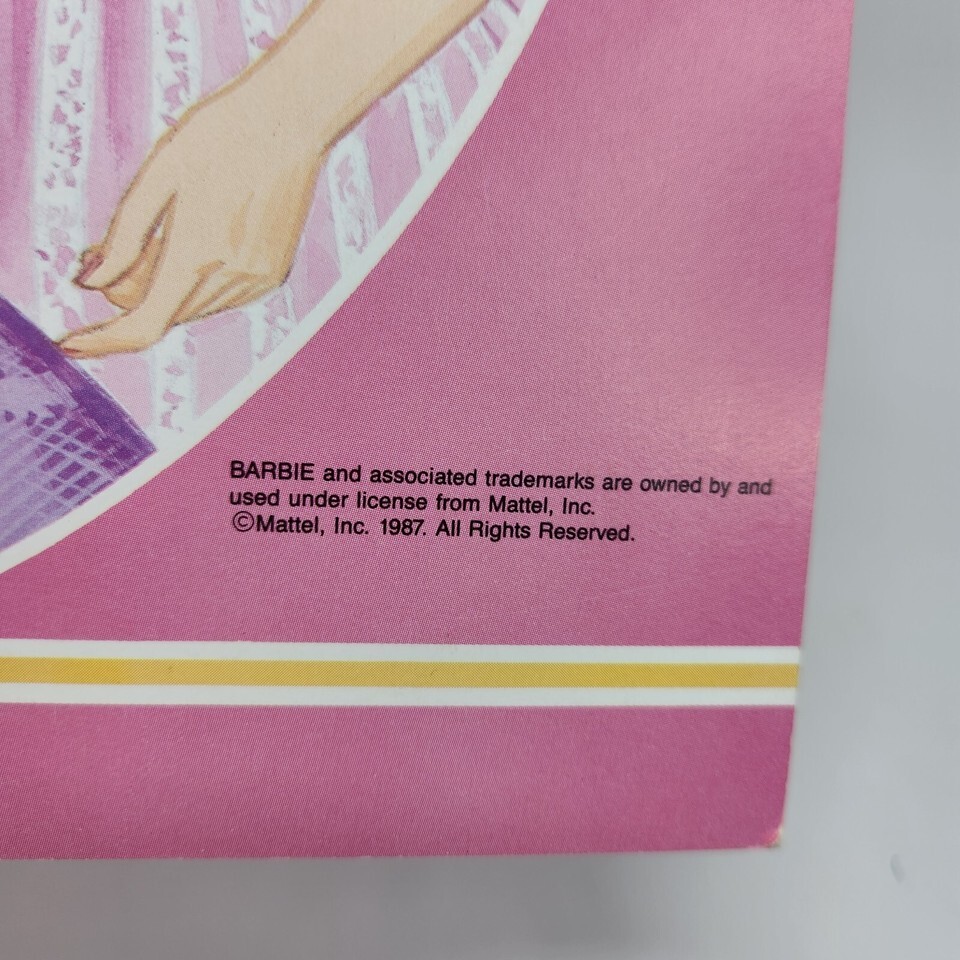 BARBIE and associated trademarks are owned by and
used under license from Mattel, Inc.
©Mattel, Inc. 1987. All Rights Reserved.